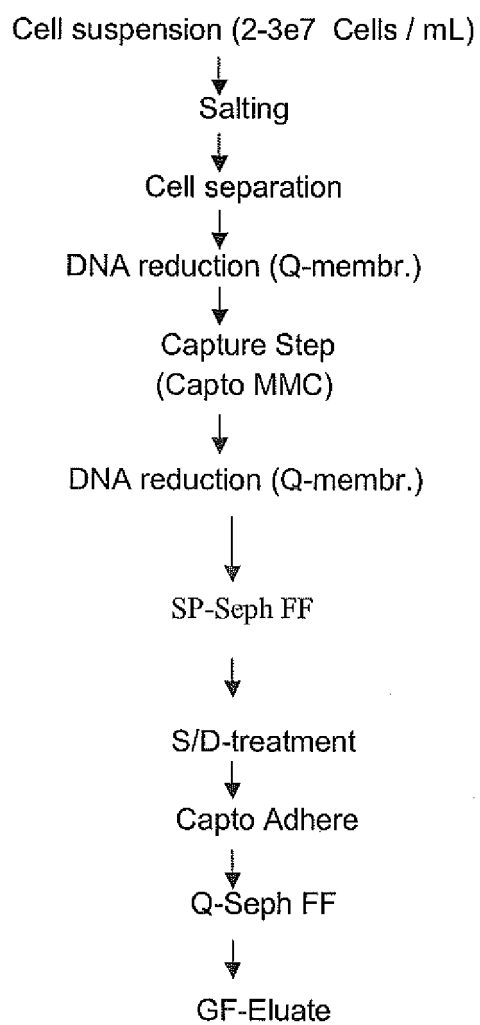 Cell suspension (2-3e7 Cells / mL)
Salting
Cell separation
DNA reduction (Q-membr.)
Capture Step
(Capto MMC)
DNA reduction (Q-membr.)
SP-Seph FF
S/D-treatment
Capto Adhere
Q-Seph FF
GF-Eluate